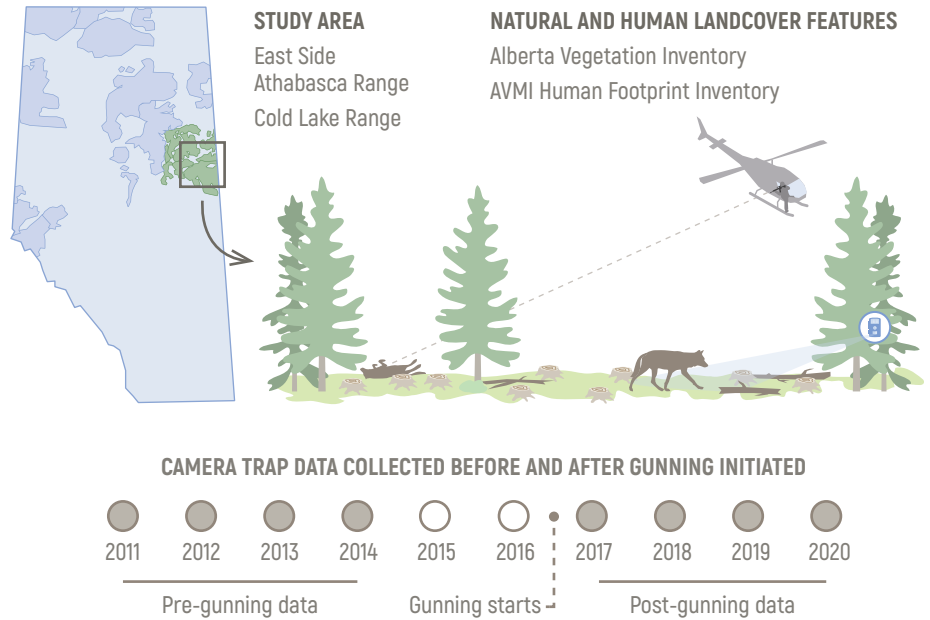 STUDY AREA
East Side
Athabasca Range
Cold Lake Range
NATURAL AND HUMAN LANDCOVER FEATURES
Alberta Vegetation Inventory
AVMI Human Footprint Inventory
CAMERA TRAP DATA COLLECTED BEFORE AND AFTER GUNNING INITIATED
2011 2012 2013 2014 2015 2016 2017 2018 2019 2020
Pre-gunning data Gunning starts Post-gunning data